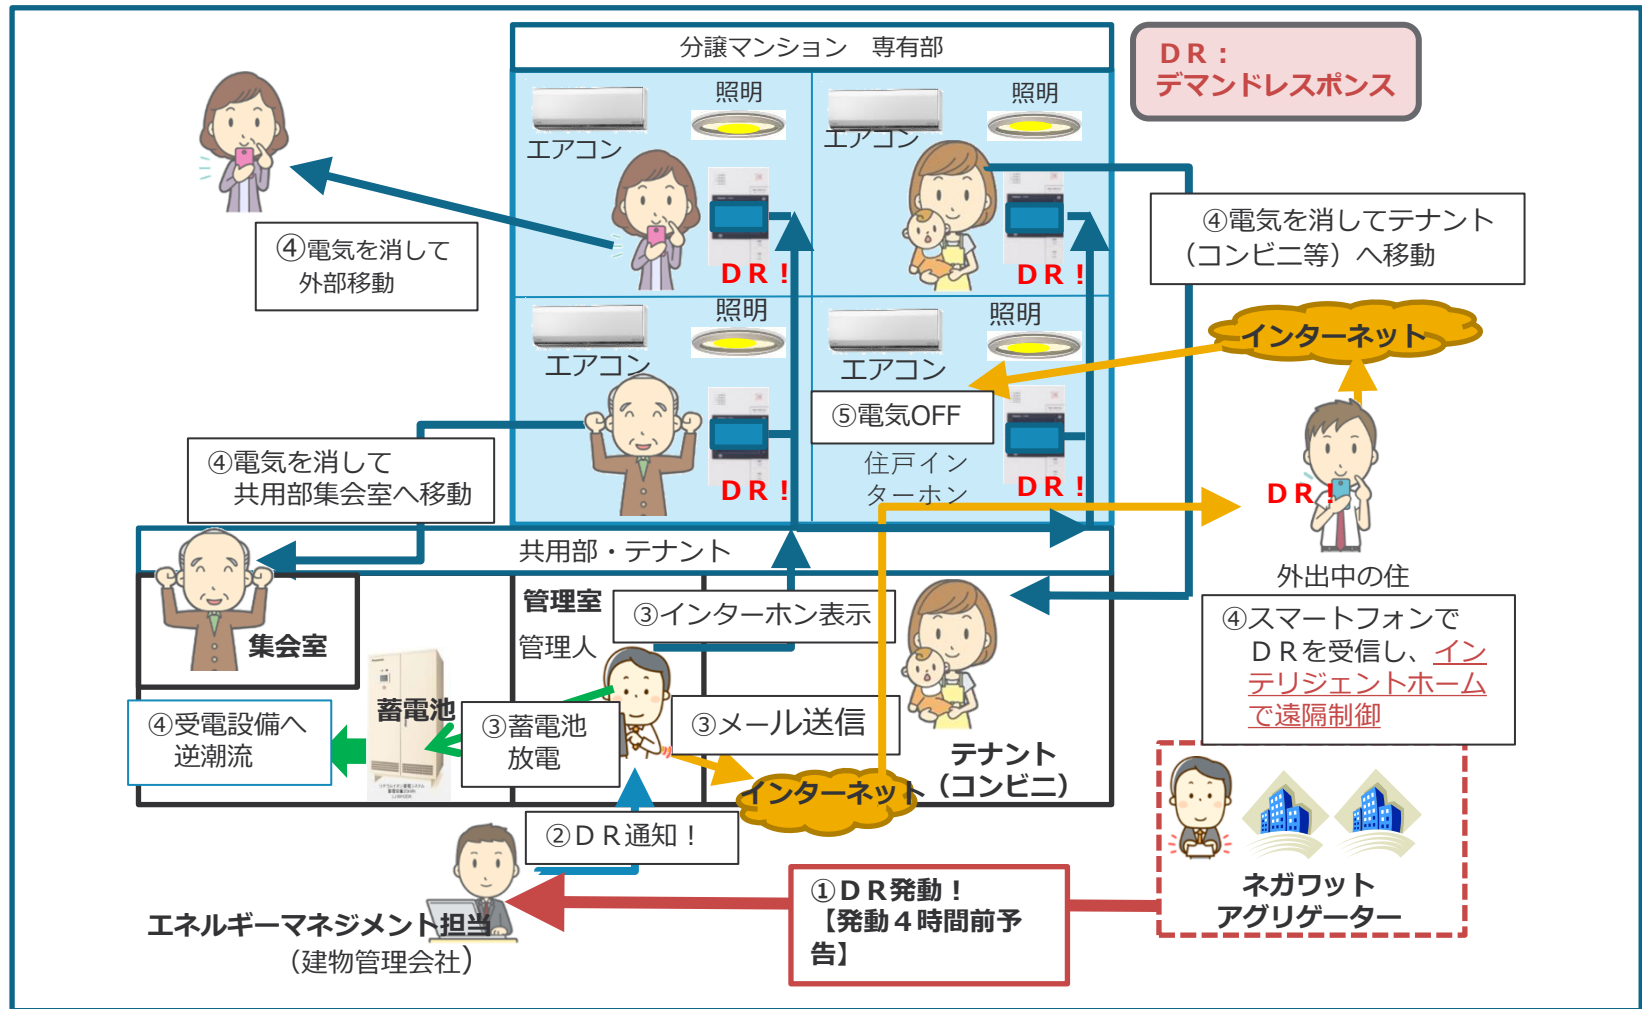 分譲マンション 専有部
DR：
デマンドレスポンス
照明
エアコン
DR！
照明
エアコン
DR！
④電気を消して
外部移動
④電気を消してテナント
（コンビニ等）へ移動
照明
エアコン
DR！
照明
エアコン
⑤電気OFF
住戸イン
ターホン
DR！
インターネット
④電気を消して
共用部集会室へ移動
DR！
外出中の住
共用部・テナント
集会室
管理室
管理人
③インターホン表示
④スマートフォンで
DRを受信し、イン
テリジェントホーム
で遠隔制御
④受電設備へ
逆潮流
蓄電池
③蓄電池
放電
③メール送信
インターネット
テナント
（コンビニ）
②DR通知！
エネルギーマネジメント担当
（建物管理会社）
①DR発動！
【発動４時間前予
告】
ネガワット
アグリゲーター